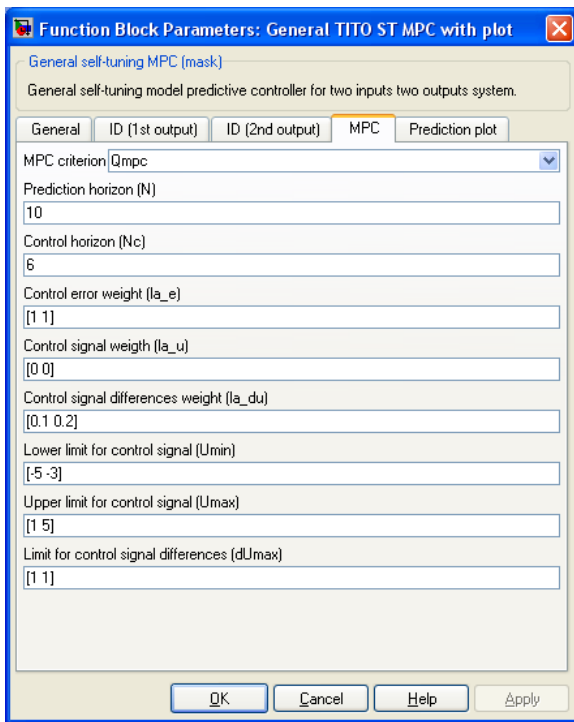 Function Block Parameters: General TITO ST MPC with plot
General self-tuning MPC (mask)
General self-tuning model predictive controller for two inputs two outputs system.
General ID (1st output) ID (2nd output) MPC Prediction plot
MPC criterion Qmpc
Prediction horizon (N)
10
Control horizon (Nc)
6
Control error weight (la_e)
[1 1]
Control signal weigth (la_u)
[0 0]
Control signal differences weight (la_du)
[0.1 0.2]
Lower limit for control signal (Umin)
[-5 -3]
Upper limit for control signal (Umax)
[1 5]
Limit for control signal differences (dUmax)
[1 1]
OK Cancel Help Apply